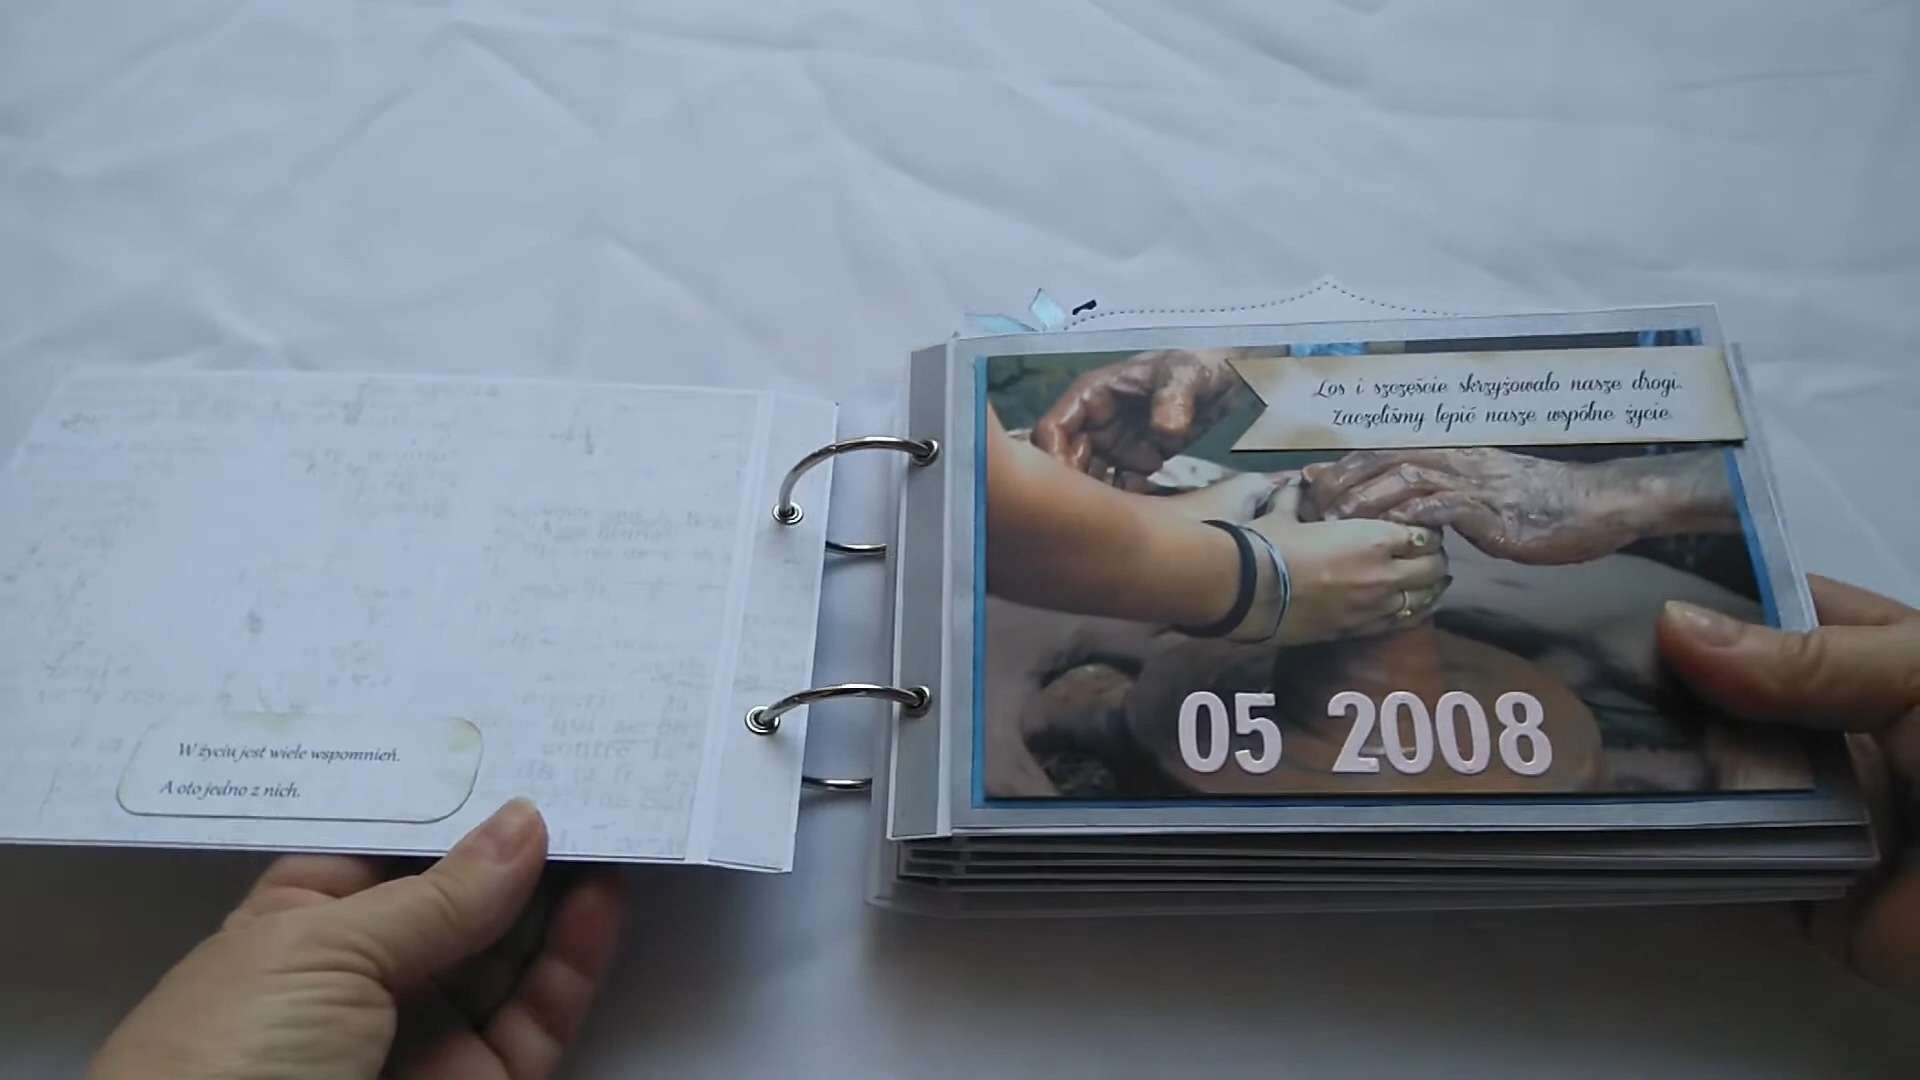 W życiu jest wiele wspomnień.
A oto jedno z nich.
Los i szczęście skrzyżowało nasze drogi.
Zaczęliśmy lepić nasze wspólne życie.
05 2008